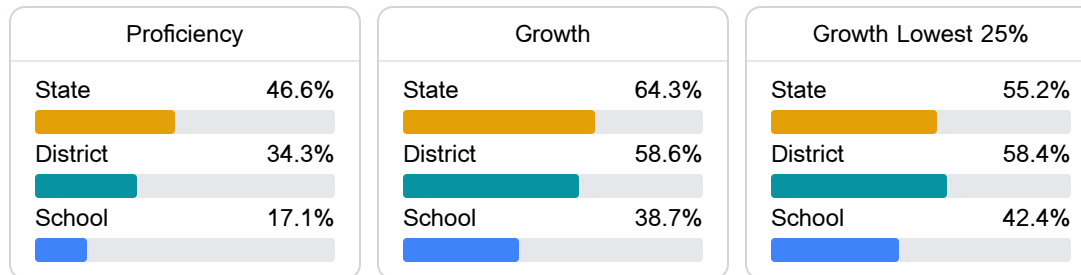 Proficiency
State 46.6%
District 34.3%
School 17.1%
Growth
State 64.3%
District 58.6%
School 38.7%
Growth Lowest 25%
State 55.2%
District 58.4%
School 42.4%